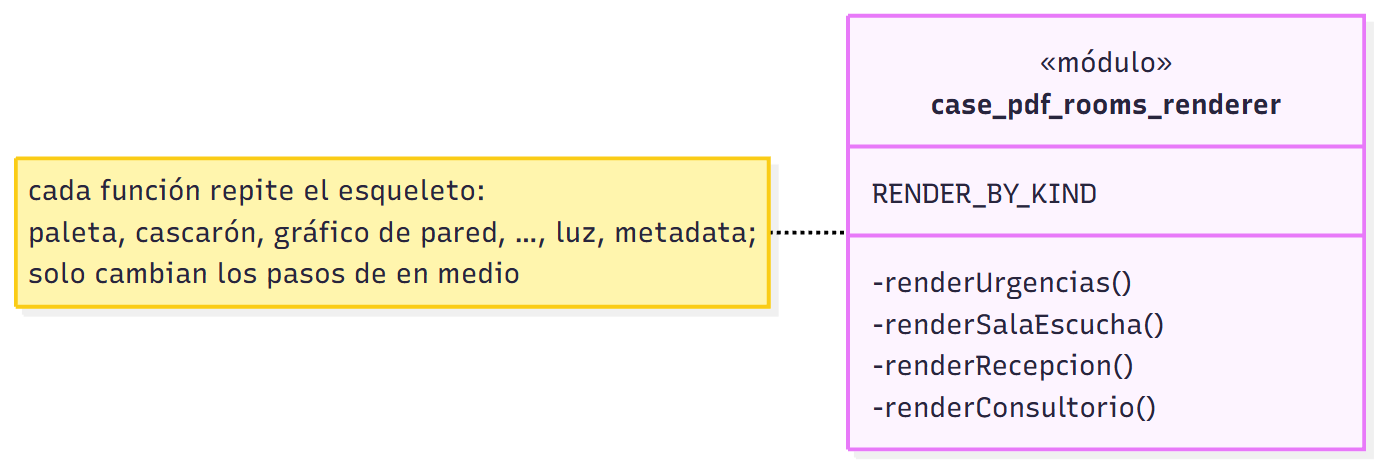 «módulo»
case_pdf_rooms_renderer
RENDER_BY_KIND
-renderUrgencias()
-renderSalaEscucha()
-renderRecepcion()
-renderConsultorio()
cada función repite el esqueleto:
paleta, cascarón, gráfico de pared, ..., luz, metadata;
solo cambian los pasos de en medio